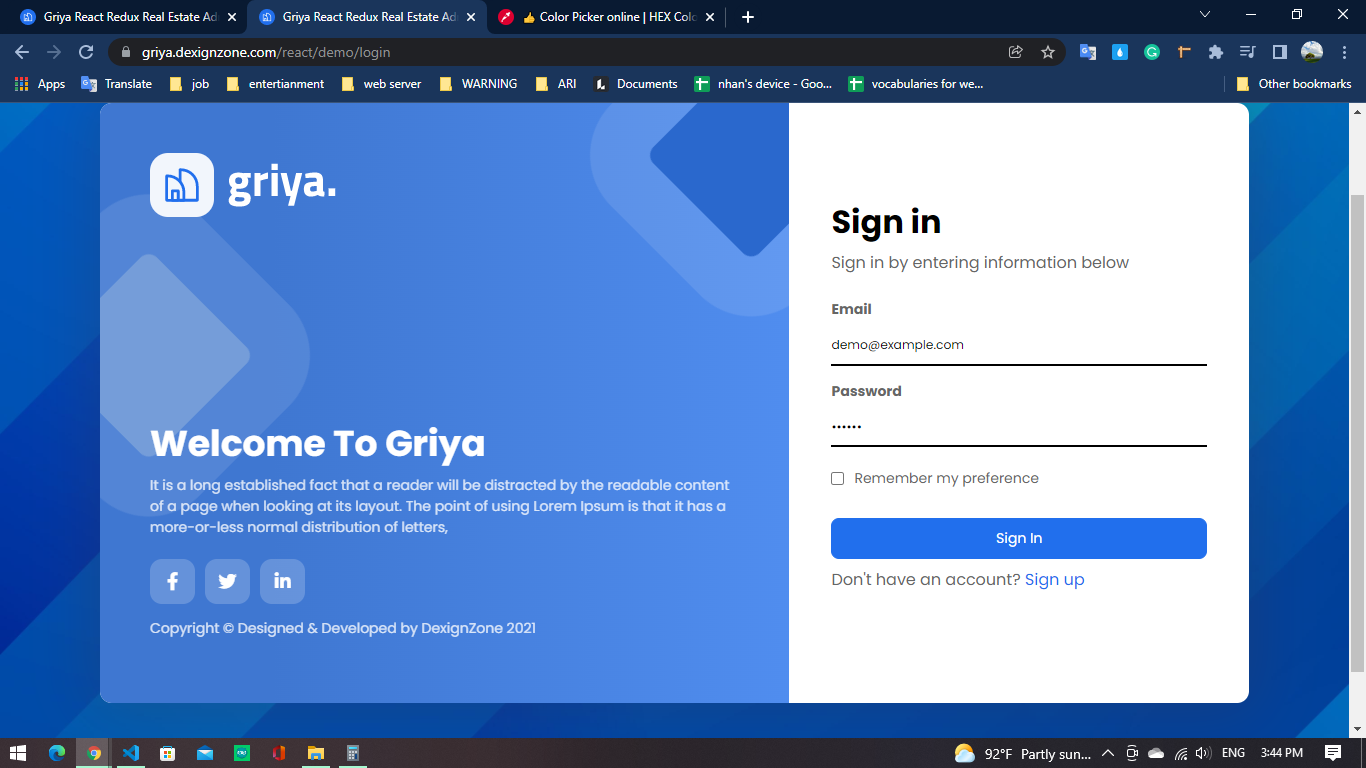 Griya React Redux Real Estate Ad
Griya React Redux Real Estate Ad
👍 Color Picker online | HEX Colo
griya.dexignzone.com/react/demo/login
Apps
Translate
job
entertianment
web server
WARNING
ARI
Documents
nhan's device - Goo...
vocabularies for we...
Other bookmarks
griya.
Welcome To Griya
It is a long established fact that a reader will be distracted by the readable content
of a page when looking at its layout. The point of using Lorem Ipsum is that it has a
more-or-less normal distribution of letters,
Copyright © Designed & Developed by DexignZone 2021
Sign in
Sign in by entering information below
Email
demo@example.com
Password
••••••
Remember my preference
Sign In
Don't have an account? Sign up
92°F Partly sun...
ENG
3:44 PM